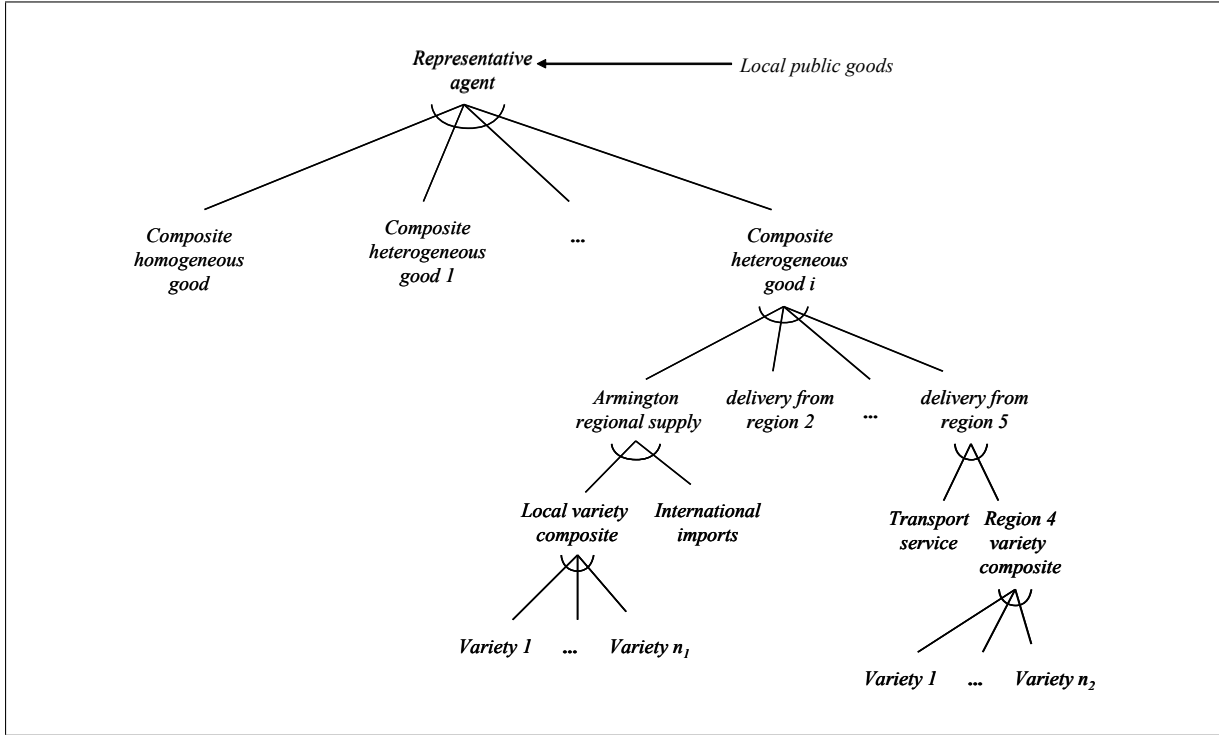 Representative
agent
Local public goods
Composite
homogeneous
good
Composite
heterogeneous
good 1
...
Composite
heterogeneous
good i
Armington
regional supply
delivery from
region 2
...
delivery from
region 5
Local variety
composite
International
imports
Transport
service
Region 4
variety
composite
Variety 1
...
Variety n₁
Variety 1
...
Variety n₂